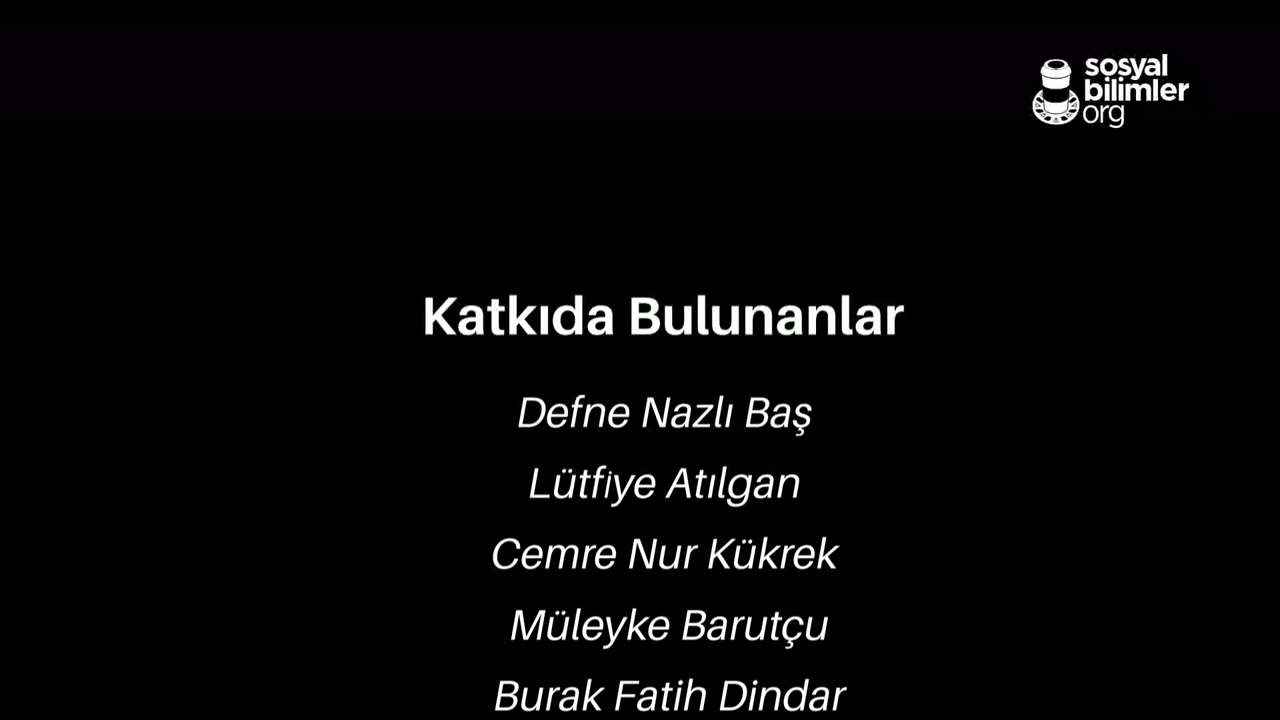 sosyal
bilimler
org
Katkıda Bulunanlar
Defne Nazlı Baş
Lütfiye Atılgan
Cemre Nur Kükrek
Müleyke Barutçu
Burak Fatih Dindar